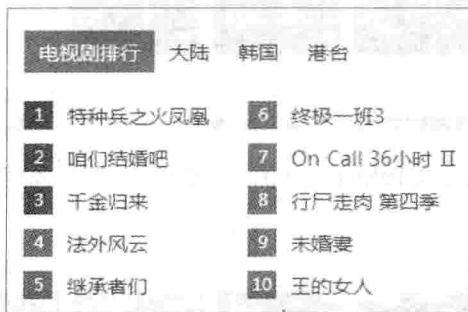 电视剧排行 大陆 韩国 港台
1 特种兵之火凤凰
2 咱们结婚吧
3 千金归来
4 法外风云
5 继承者们
6 终极一班3
7 On Call 36小时 Ⅱ
8 行尸走肉 第四季
9 未婚妻
10 王的女人